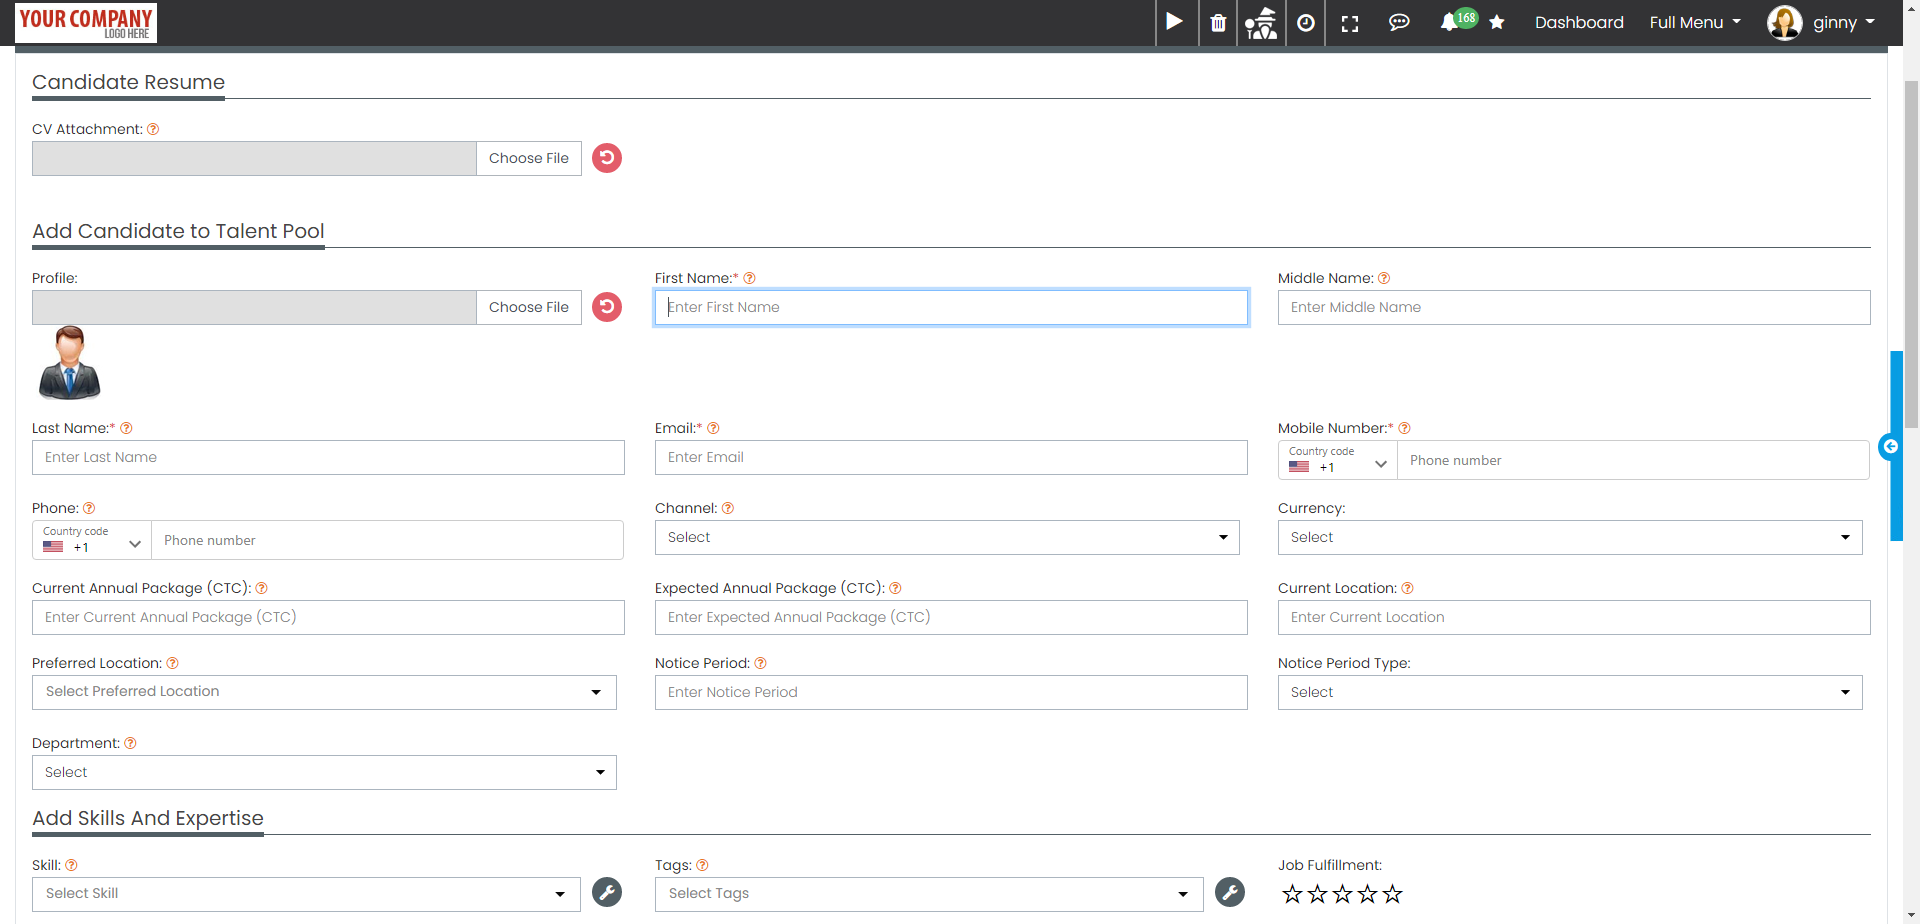 YOUR COMPANY
LOGO HERE
168
Dashboard
Full Menu
ginny
Candidate Resume
CV Attachment:
Choose File
Add Candidate to Talent Pool
Profile:
Choose File
First Name:*
Enter First Name
Middle Name:
Enter Middle Name
Last Name:*
Enter Last Name
Email:*
Enter Email
Mobile Number:*
Country code
+1
Phone number
Phone:
Country code
+1
Phone number
Channel:
Select
Currency:
Select
Current Annual Package (CTC):
Enter Current Annual Package (CTC)
Expected Annual Package (CTC):
Enter Expected Annual Package (CTC)
Current Location:
Enter Current Location
Preferred Location:
Select Preferred Location
Notice Period:
Enter Notice Period
Notice Period Type:
Select
Department:
Select
Add Skills And Expertise
Skill:
Select Skill
Tags:
Select Tags
Job Fulfillment: